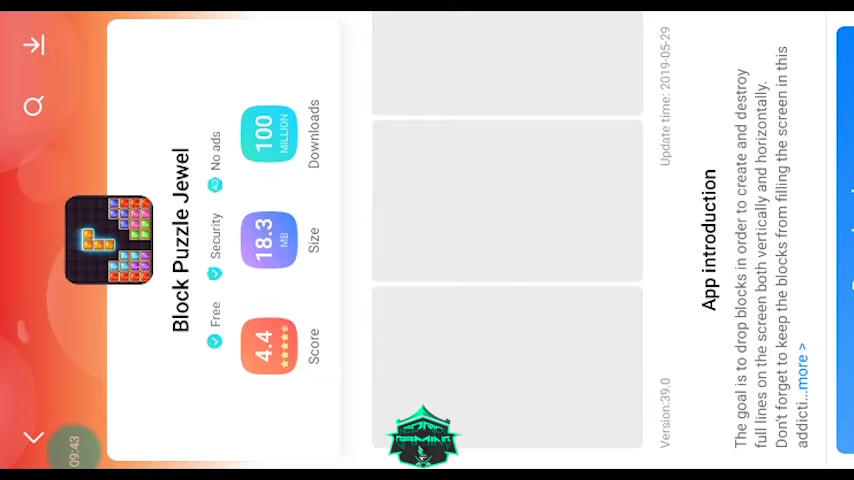 09:43
Block Puzzle Jewel
Free
Security
AD
No ads
4.4
Score
18.3
MB
Size
100
MILLION
Downloads
GAMING
Version:39.0
Update time: 2019-05-29
App introduction
The goal is to drop blocks in order to create and destroy
full lines on the screen both vertically and horizontally.
Don't forget to keep the blocks from filling the screen in this
addicti...more >